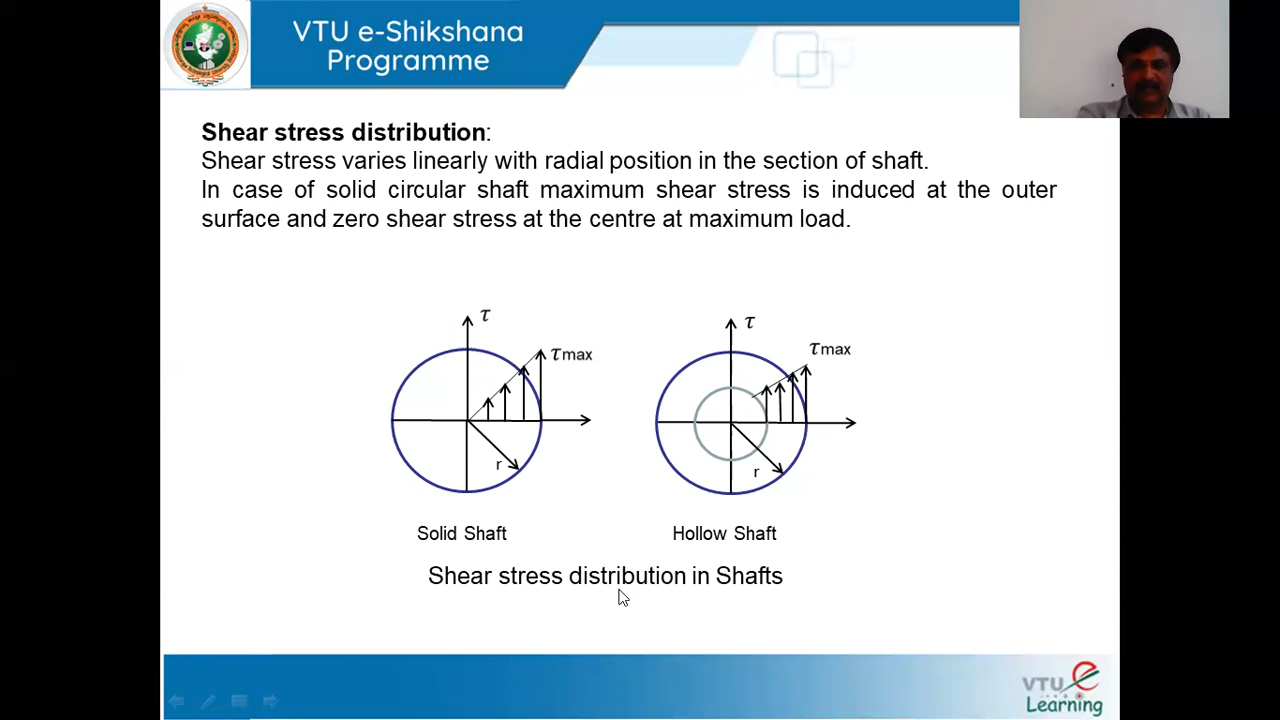 VTU e-Shikshana
Programme
Shear stress distribution:
Shear stress varies linearly with radial position in the section of shaft.
In case of solid circular shaft maximum shear stress is induced at the outer
surface and zero shear stress at the centre at maximum load.
τ
τmax
r
τ
τmax
r
Solid Shaft
Hollow Shaft
Shear stress distribution in Shafts
VTU e
Learning